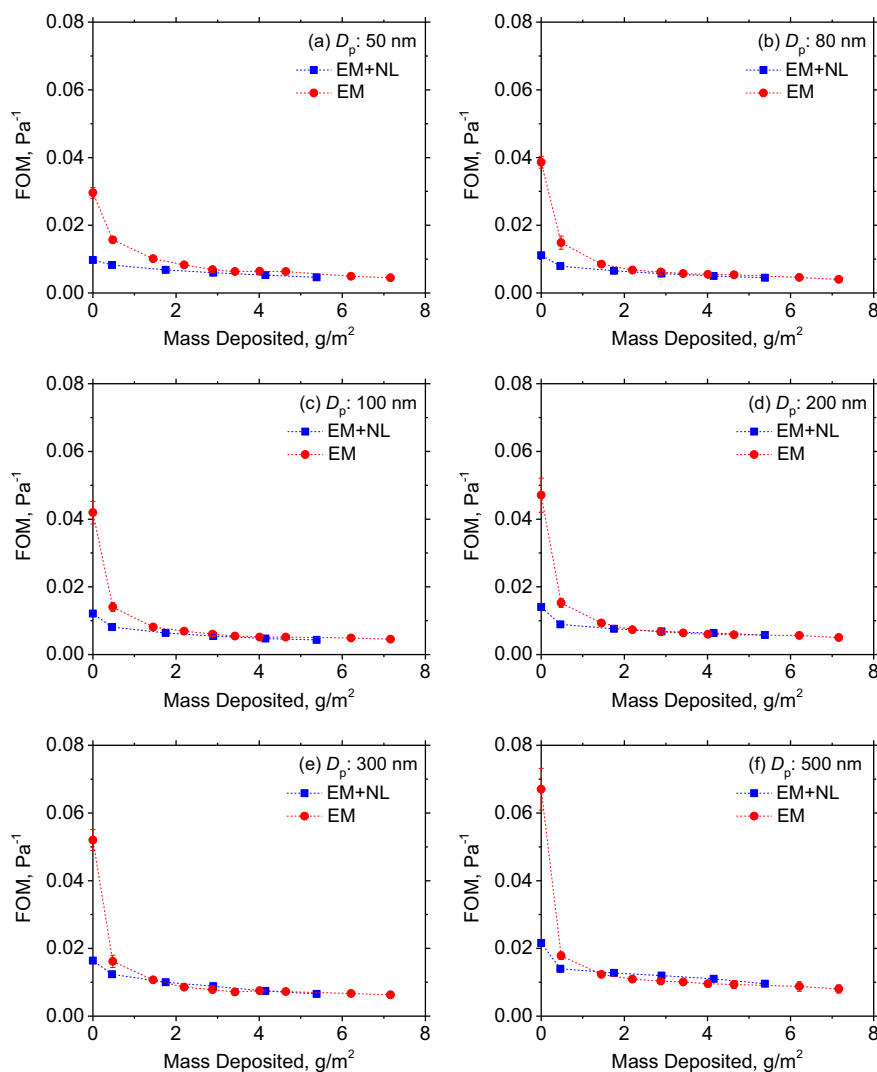 (a) Dp: 50 nm
EM+NL
EM
0.08
0.06
0.04
0.02
0.00
FOM, Pa-1
0 2 4 6 8
Mass Deposited, g/m2
(b) Dp: 80 nm
EM+NL
EM
0.08
0.06
0.04
0.02
0.00
FOM, Pa-1
0 2 4 6 8
Mass Deposited, g/m2
(c) Dp: 100 nm
EM+NL
EM
0.08
0.06
0.04
0.02
0.00
FOM, Pa-1
0 2 4 6 8
Mass Deposited, g/m2
(d) Dp: 200 nm
EM+NL
EM
0.08
0.06
0.04
0.02
0.00
FOM, Pa-1
0 2 4 6 8
Mass Deposited, g/m2
(e) Dp: 300 nm
EM+NL
EM
0.08
0.06
0.04
0.02
0.00
FOM, Pa-1
0 2 4 6 8
Mass Deposited, g/m2
(f) Dp: 500 nm
EM+NL
EM
0.08
0.06
0.04
0.02
0.00
FOM, Pa-1
0 2 4 6 8
Mass Deposited, g/m2